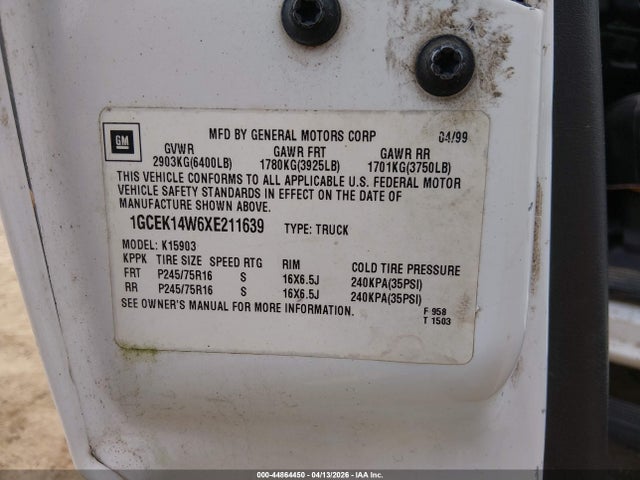 GM
MFD BY GENERAL MOTORS CORP 04/99
GVWR GAWR FRT GAWR RR
2903KG(6400LB) 1780KG(3925LB) 1701KG(3750LB)
THIS VEHICLE CONFORMS TO ALL APPLICABLE U.S. FEDERAL MOTOR
VEHICLE SAFETY STANDARDS IN EFFECT ON THE DATE OF
MANUFACTURE SHOWN ABOVE.
1GCEK14W6XE211639 TYPE: TRUCK
MODEL: K15903
KPPK TIRE SIZE SPEED RTG RIM COLD TIRE PRESSURE
FRT P245/75R16 S 16X6.5J 240KPA(35PSI)
RR P245/75R16 S 16X6.5J 240KPA(35PSI)
SEE OWNER'S MANUAL FOR MORE INFORMATION. F 958
T 1503
000-44864450 - 04/13/2026 - IAA Inc.